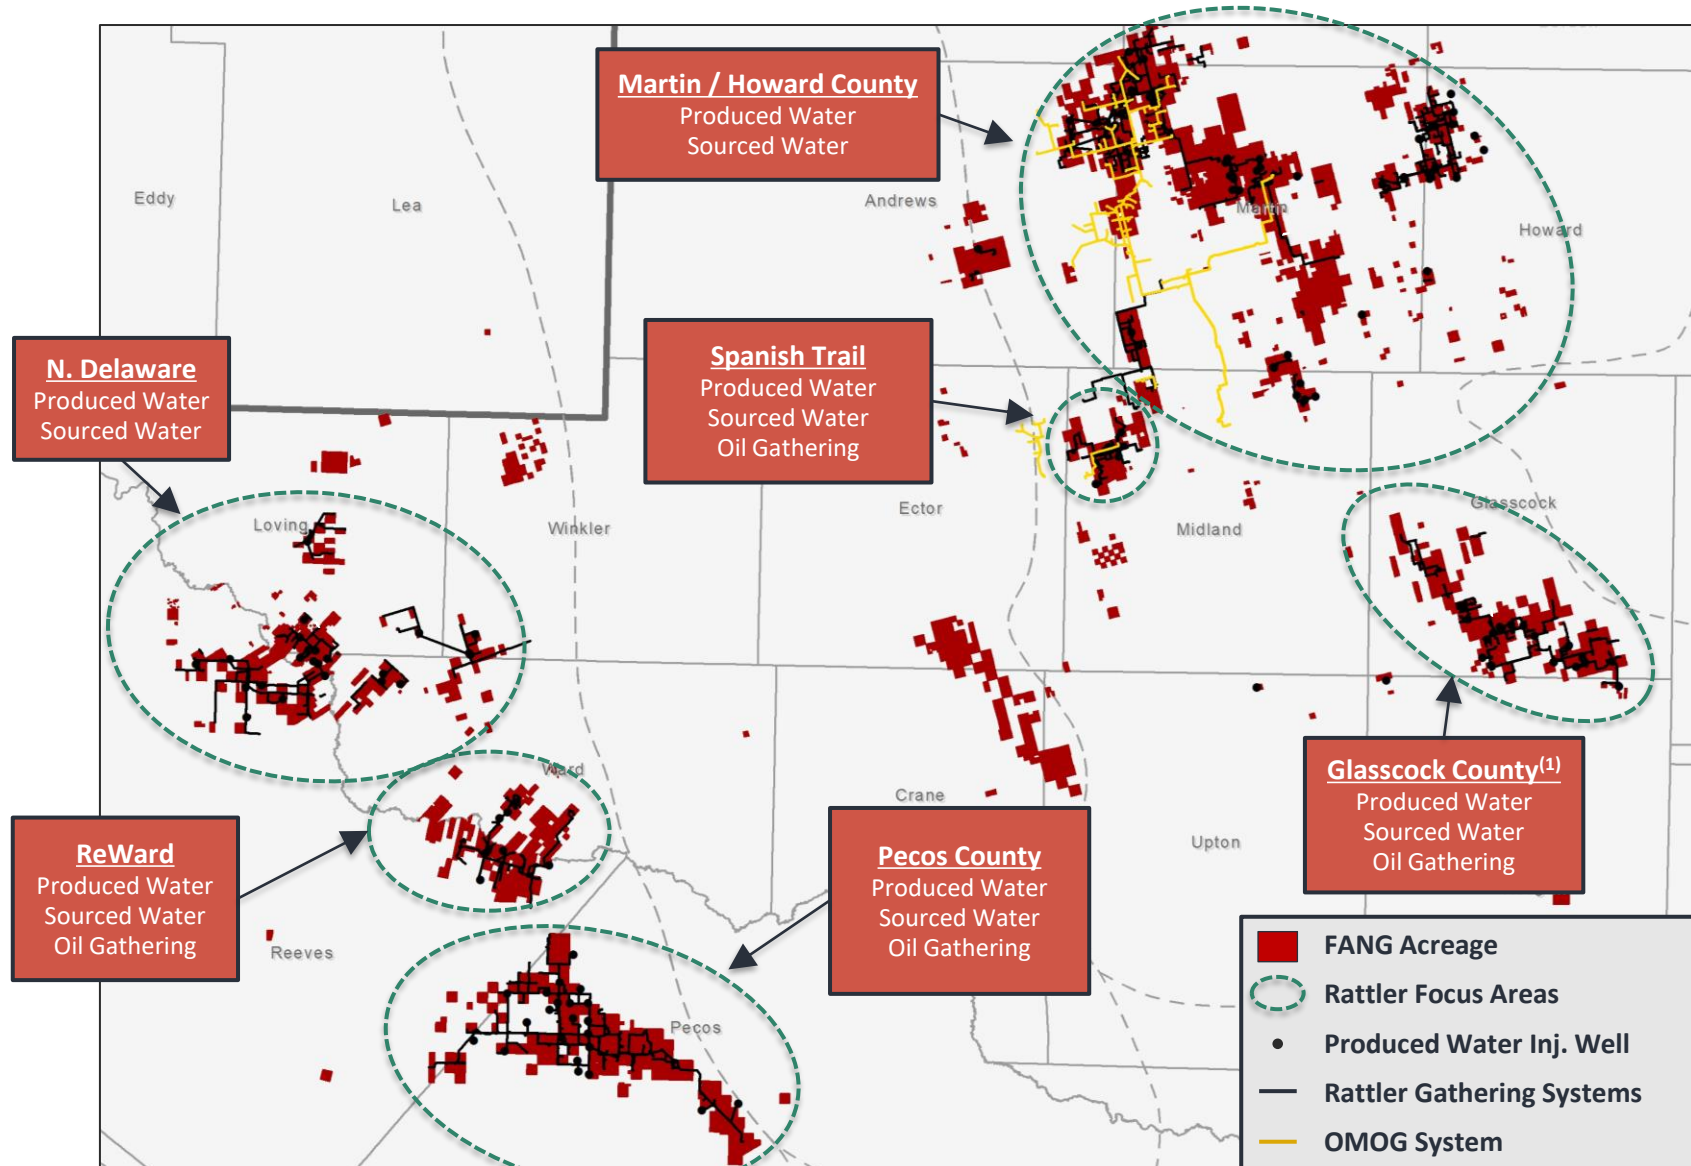 Martin / Howard County
Produced Water
Sourced Water
Eddy
Lea
Andrews
Martin
Howard
N. Delaware
Produced Water
Sourced Water
Spanish Trail
Produced Water
Sourced Water
Oil Gathering
Loving
Winkler
Ector
Midland
Glasscock
Ward
Crane
Upton
ReWard
Produced Water
Sourced Water
Oil Gathering
Pecos County
Produced Water
Sourced Water
Oil Gathering
Glasscock County(1)
Produced Water
Sourced Water
Oil Gathering
Reeves
Pecos
FANG Acreage
Rattler Focus Areas
Produced Water Inj. Well
Rattler Gathering Systems
OMOG System